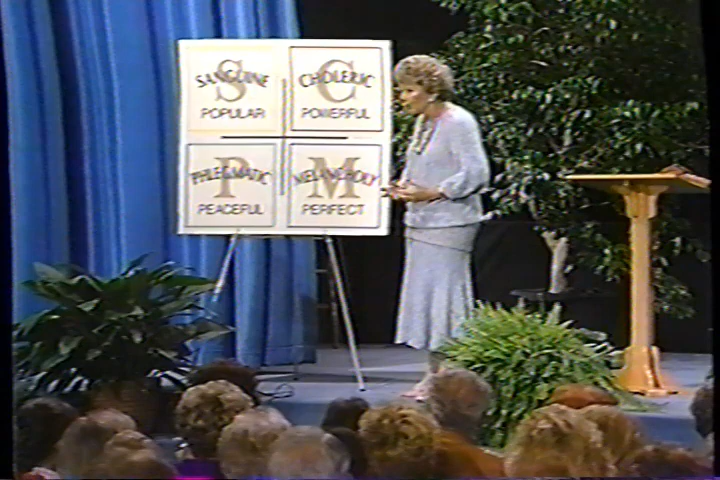 S
SANGUINE
POPULAR
C
CHOLERIC
POWERFUL
P
PHLEGMATIC
PEACEFUL
M
MELANCHOLY
PERFECT